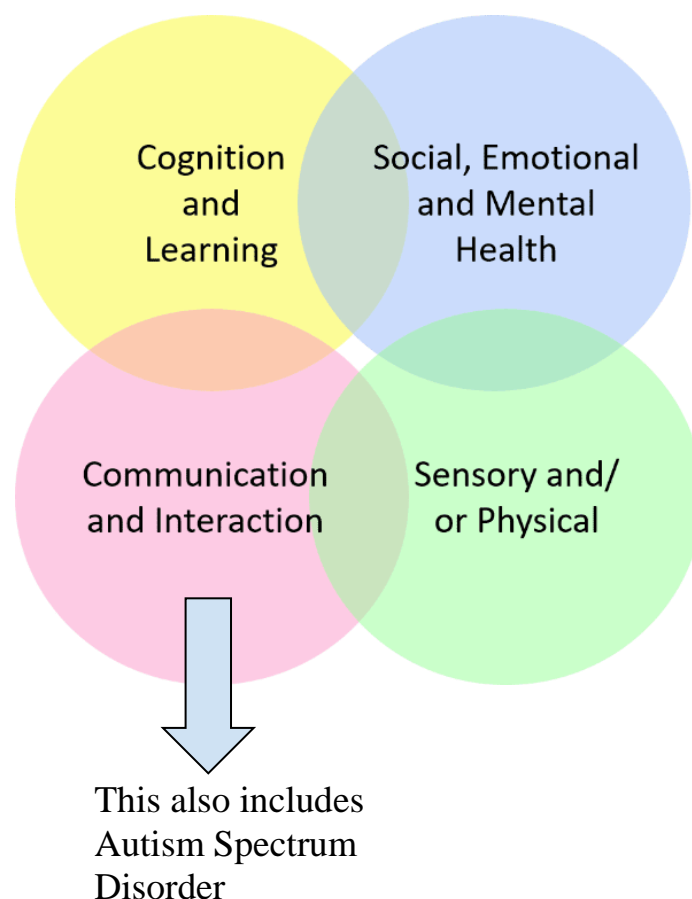 Cognition
and
Learning
Social, Emotional
and Mental
Health
Communication
and Interaction
Sensory and/
or Physical
This also includes
Autism Spectrum
Disorder